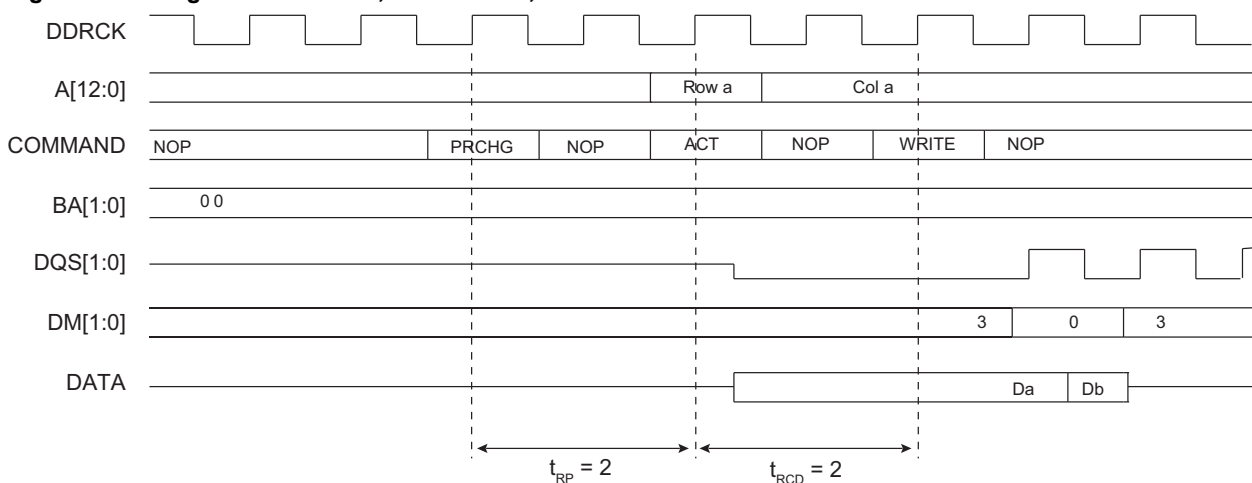 DDRCK
A[12:0] Row a Col a
COMMAND NOP PRCHG NOP ACT NOP WRITE NOP
BA[1:0] 0 0
DQS[1:0]
DM[1:0] 3 0 3
DATA Da Db
tRP = 2 tRCD = 2